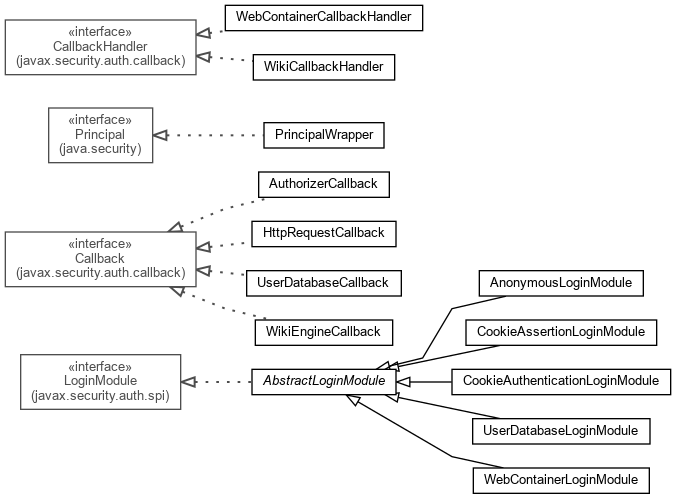 WebContainerCallbackHandler
«interface»
CallbackHandler
(javax.security.auth.callback)
WikiCallbackHandler
«interface»
Principal
(java.security)
PrincipalWrapper
AuthorizerCallback
HttpRequestCallback
«interface»
Callback
(javax.security.auth.callback)
UserDatabaseCallback
WikiEngineCallback
AnonymousLoginModule
CookieAssertionLoginModule
«interface»
LoginModule
(javax.security.auth.spi)
AbstractLoginModule
CookieAuthenticationLoginModule
UserDatabaseLoginModule
WebContainerLoginModule